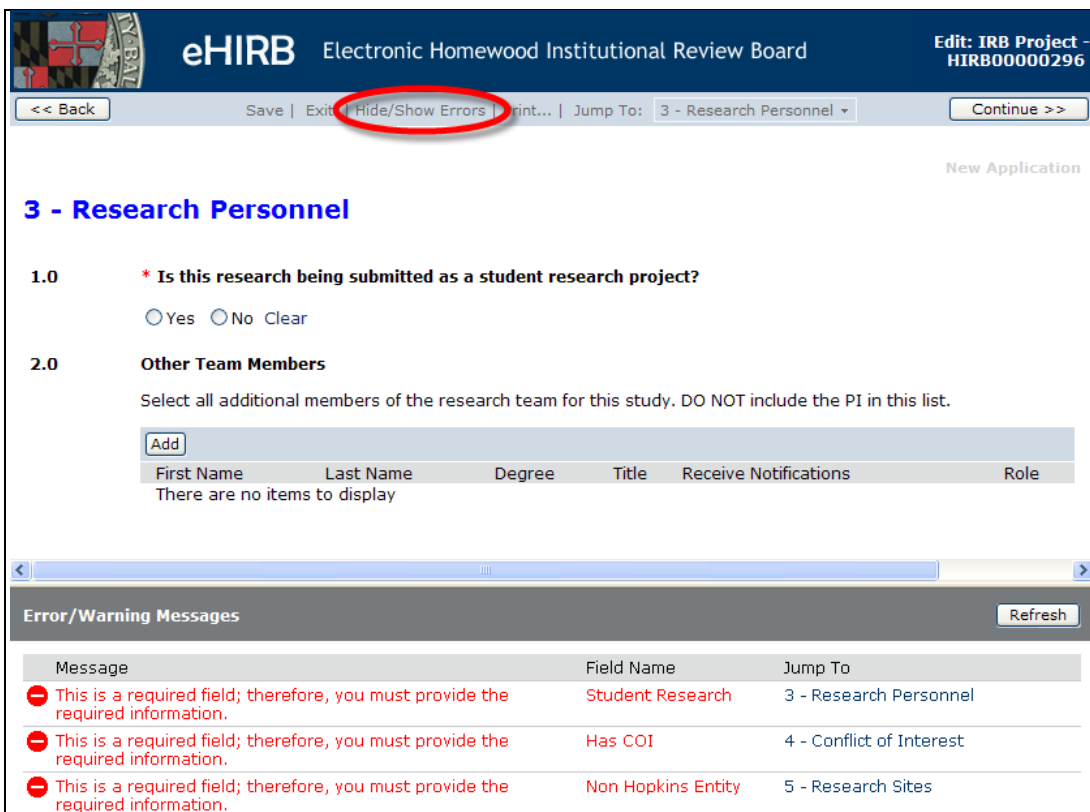 eHIRB Electronic Homewood Institutional Review Board
Edit: IRB Project -
HIRB00000296
<< Back Save | Exit | Hide/Show Errors | Print... | Jump To: 3 - Research Personnel Continue >>
New Application
3 - Research Personnel
1.0 * Is this research being submitted as a student research project?
Yes No Clear
2.0 Other Team Members
Select all additional members of the research team for this study. DO NOT include the PI in this list.
Add
First Name Last Name Degree Title Receive Notifications Role
There are no items to display
Error/Warning Messages Refresh
Message Field Name Jump To
This is a required field; therefore, you must provide the Student Research 3 - Research Personnel
required information.
This is a required field; therefore, you must provide the Has COI 4 - Conflict of Interest
required information.
This is a required field; therefore, you must provide the Non Hopkins Entity 5 - Research Sites
required information.